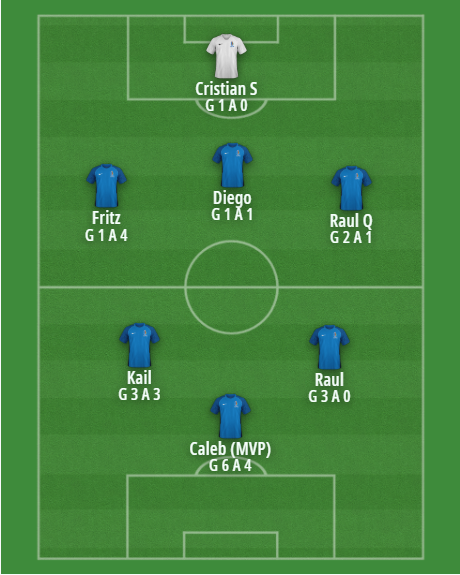 Cristian S
G 1 A 0
Diego
G 1 A 1
Fritz
G 1 A 4
Raul Q
G 2 A 1
Kail
G 3 A 3
Raul
G 3 A 0
Caleb (MVP)
G 6 A 4